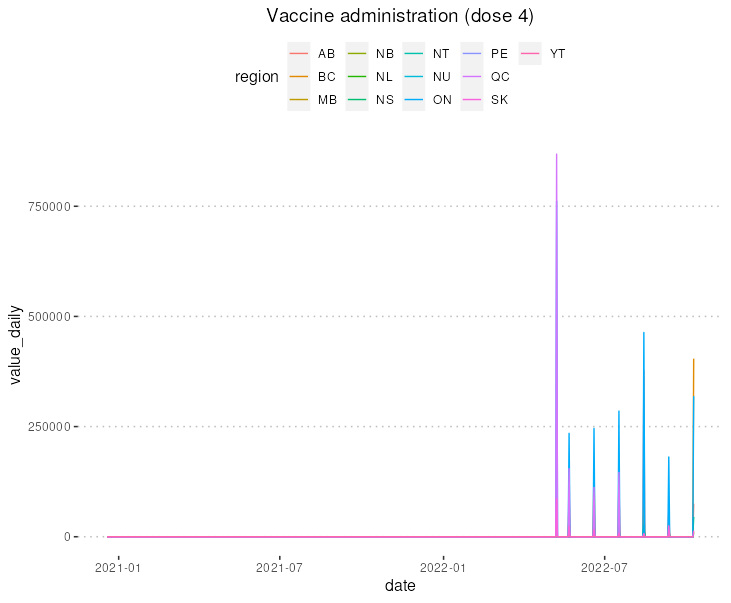 Vaccine administration (dose 4)
region
AB NB NT PE YT
BC NL NU QC
MB NS ON SK
value_daily
750000
500000
250000
0
2021-01 2021-07 2022-01 2022-07
date